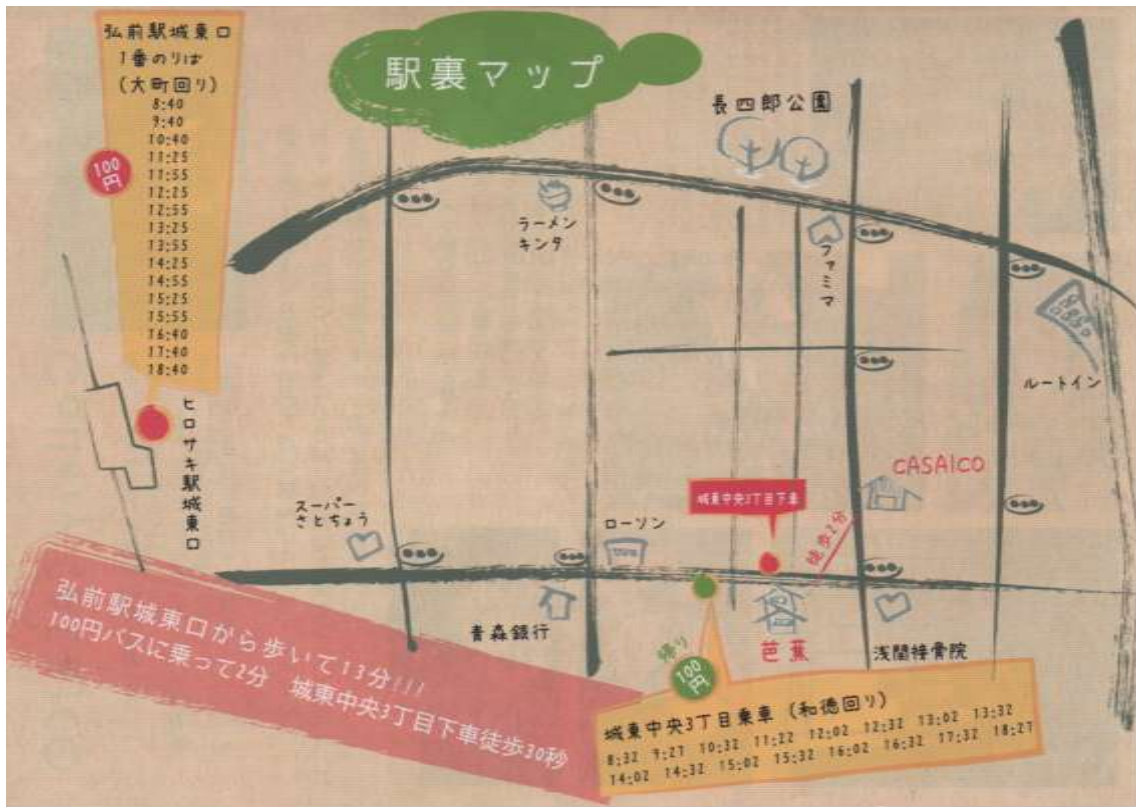 駅裏マップ
弘前駅城東口
1番のりば
(大町回り)
8:40
9:40
10:40
11:25
11:55
12:25
12:55
13:25
13:55
14:25
14:55
15:25
15:55
16:40
17:40
18:40
100
円
長四郎公園
ラーメン
キンタ
ファミマ
ルートイン
ヒロサキ駅城東口
CASAICO
城東中央3丁目下車
徒歩2分
スーパー
さとちょう
ローソン
青森銀行
芭蕉
浅間接骨院
弘前駅城東口から歩いて13分!!!
100円バスに乗って2分 城東中央3丁目下車徒歩30秒
帰り
100
円
城東中央3丁目乗車 (和徳回り)
8:32 9:27 10:32 11:22 12:02 12:32 13:02 13:32
14:02 14:32 15:02 15:32 16:02 16:32 17:32 18:27